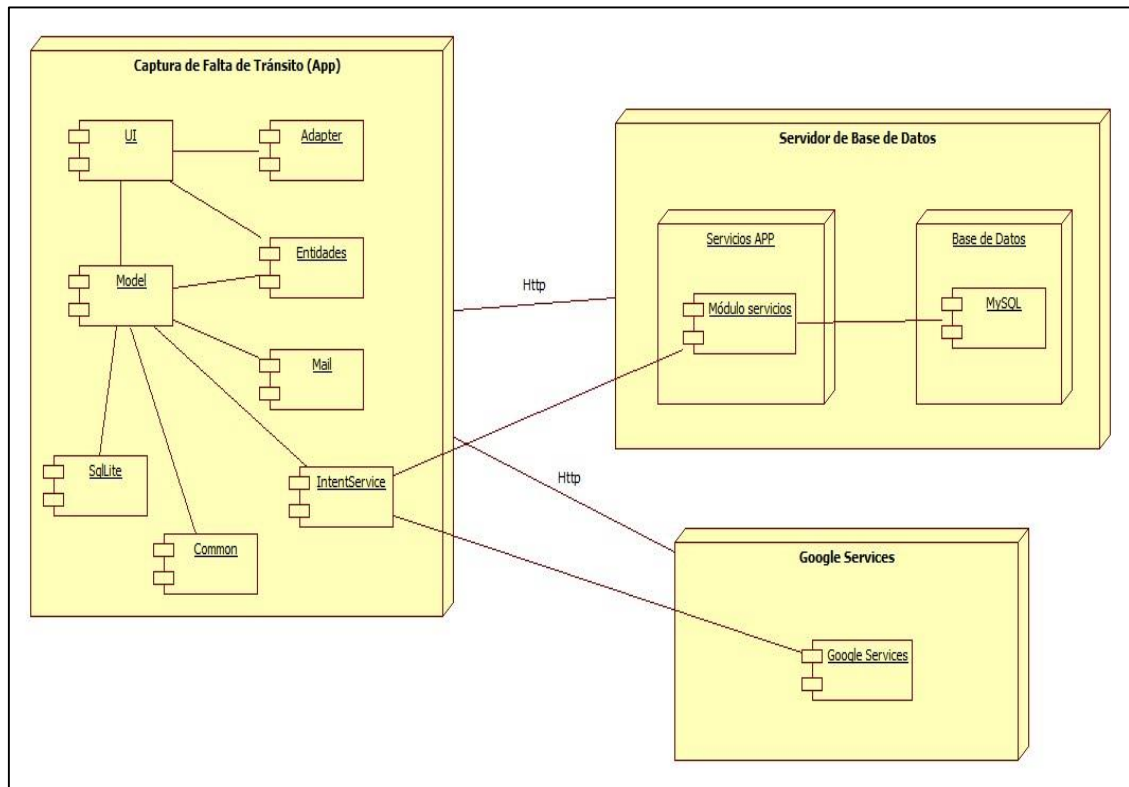 Captura de Falta de Tránsito (App)
UI
Adapter
Entidades
Model
Mail
SqlLite
IntentService
Common
Http
Http
Servidor de Base de Datos
Servicios APP
Módulo servicios
Base de Datos
MySQL
Google Services
Google Services